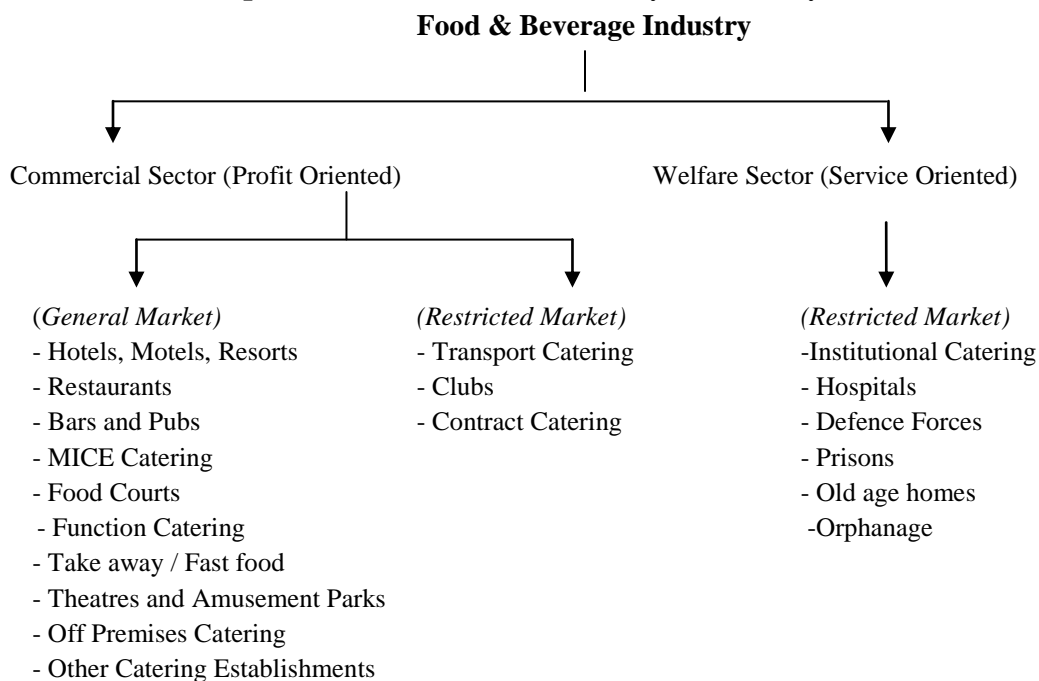 Food & Beverage Industry
Commercial Sector (Profit Oriented)
Welfare Sector (Service Oriented)
(General Market)
- Hotels, Motels, Resorts
- Restaurants
- Bars and Pubs
- MICE Catering
- Food Courts
- Function Catering
- Take away / Fast food
- Theatres and Amusement Parks
- Off Premises Catering
- Other Catering Establishments
(Restricted Market)
- Transport Catering
- Clubs
- Contract Catering
(Restricted Market)
-Institutional Catering
- Hospitals
- Defence Forces
- Prisons
- Old age homes
-Orphanage